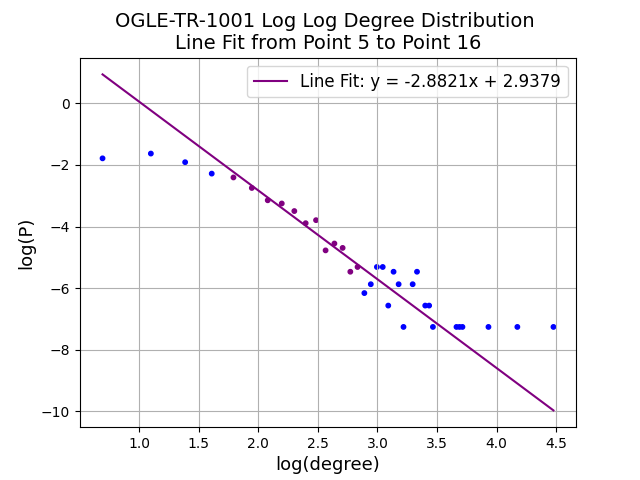 OGLE-TR-1001 Log Log Degree Distribution
Line Fit from Point 5 to Point 16
Line Fit: y = -2.8821x + 2.9379
log(P)
0
−2
−4
−6
−8
−10
1.0 1.5 2.0 2.5 3.0 3.5 4.0 4.5
log(degree)